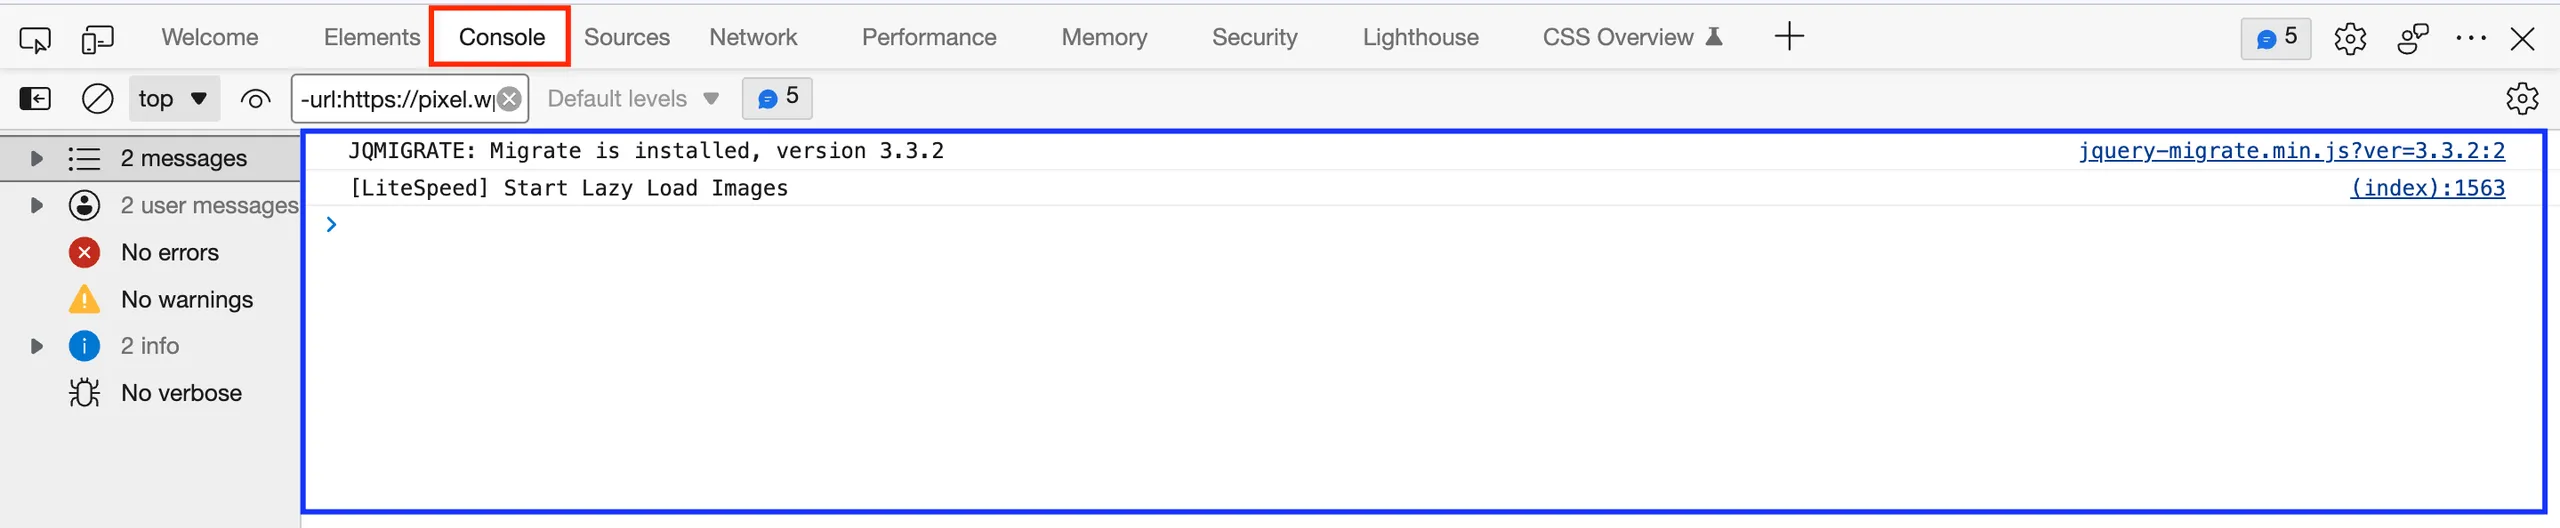 Welcome Elements Console Sources Network Performance Memory Security Lighthouse CSS Overview 5
top -url:https://pixel.wp Default levels 5
2 messages
2 user messages
No errors
No warnings
2 info
No verbose
JQMIGRATE: Migrate is installed, version 3.3.2 jquery-migrate.min.js?ver=3.3.2:2
[LiteSpeed] Start Lazy Load Images (index):1563